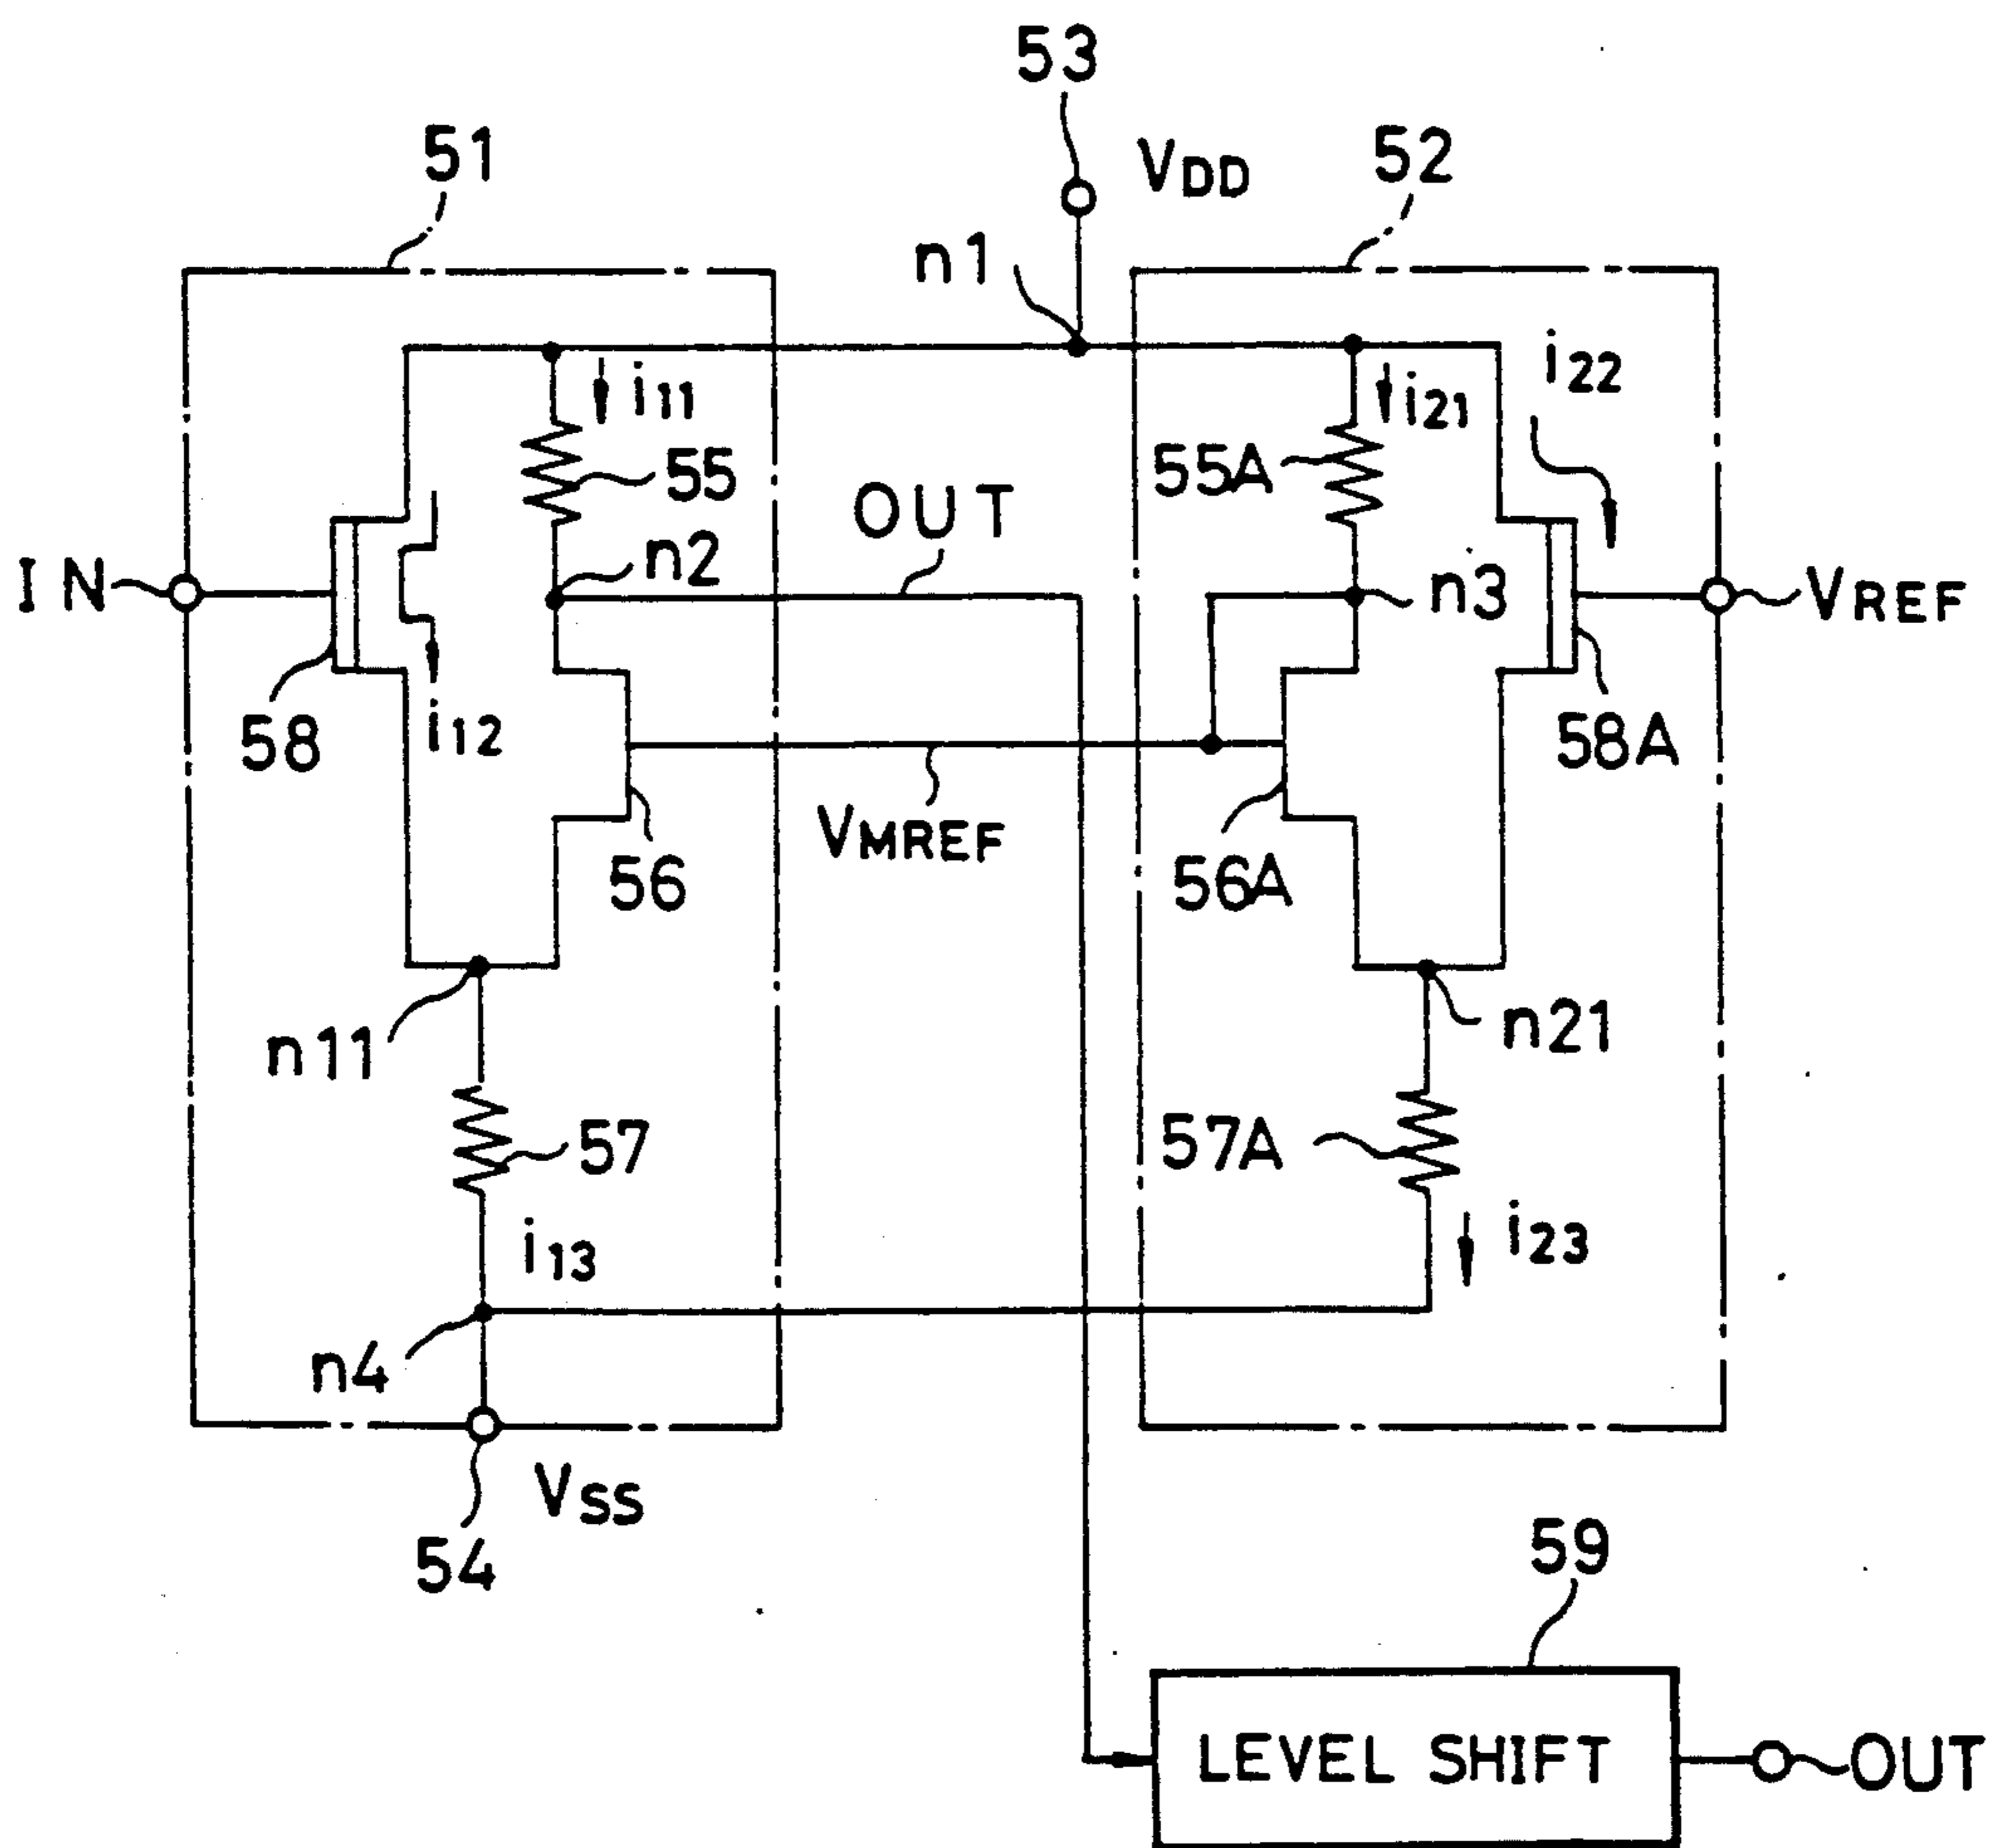 53
51
VDD
52
n1
i11
i21
i22
55
55A
OUT
n2
n3
IN
VREF
58
i12
58A
VMREF
56
56A
n11
n21
57
57A
i13
i23
n4
VSS
54
59
LEVEL SHIFT
OUT